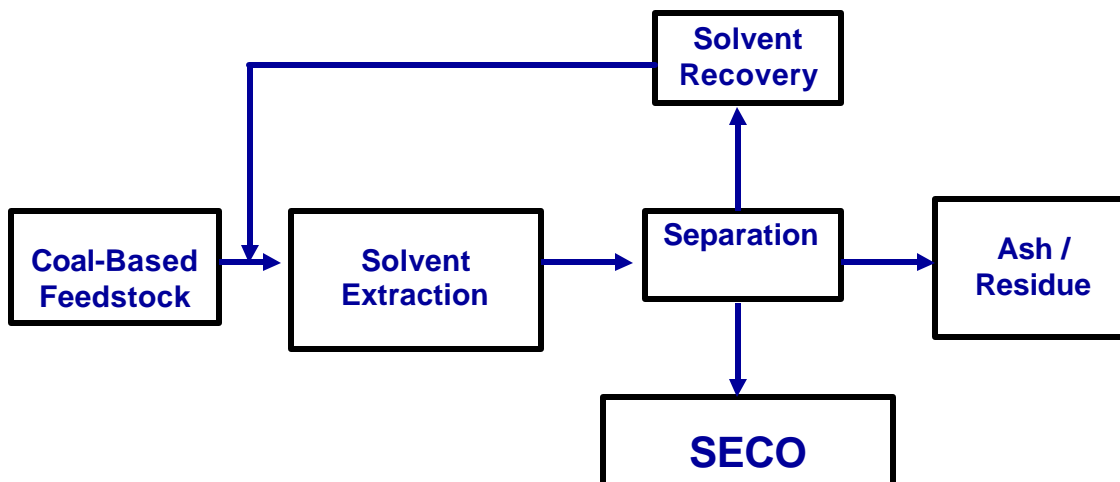 Solvent
Recovery
Coal-Based
Feedstock
Solvent
Extraction
Separation
Ash /
Residue
SECO